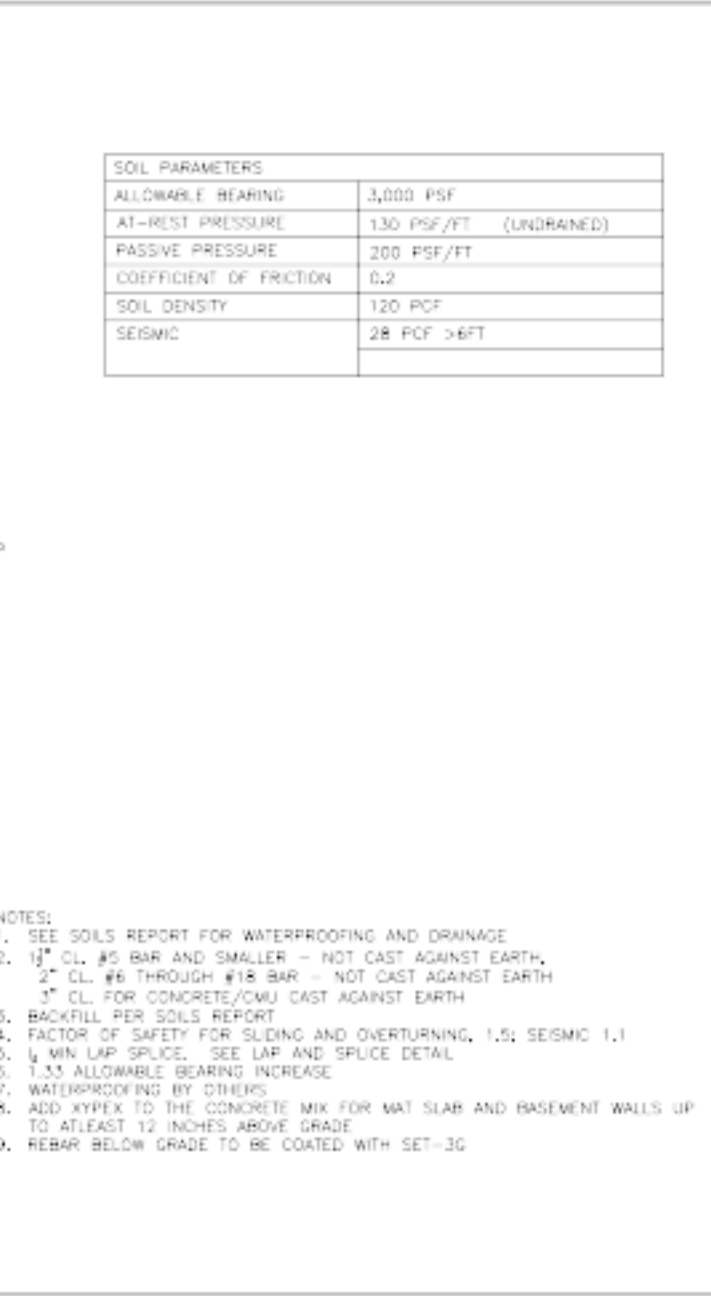 SOIL PARAMETERS
ALLOWABLE BEARING 3,000 PSF
AT-REST PRESSURE 130 PSF/FT (UNDRAINED)
PASSIVE PRESSURE 200 PSF/FT
COEFFICIENT OF FRICTION 0.2
SOIL DENSITY 120 PCF
SEISMIC 28 PCF >6FT
NOTES:
1. SEE SOILS REPORT FOR WATERPROOFING AND DRAINAGE
2. 1½" CL. #5 BAR AND SMALLER - NOT CAST AGAINST EARTH.
2" CL. #6 THROUGH #18 BAR - NOT CAST AGAINST EARTH
3" CL. FOR CONCRETE/CMU CAST AGAINST EARTH
3. BACKFILL PER SOILS REPORT
4. FACTOR OF SAFETY FOR SLIDING AND OVERTURNING, 1.5; SEISMIC 1.1
5. MIN LAP SPLICE. SEE LAP AND SPLICE DETAIL
6. 1.33 ALLOWABLE BEARING INCREASE
7. WATERPROOFING BY OTHERS
8. ADD XYPEX TO THE CONCRETE MIX FOR MAT SLAB AND BASEMENT WALLS UP
TO ATLEAST 12 INCHES ABOVE GRADE
9. REBAR BELOW GRADE TO BE COATED WITH SET-3G